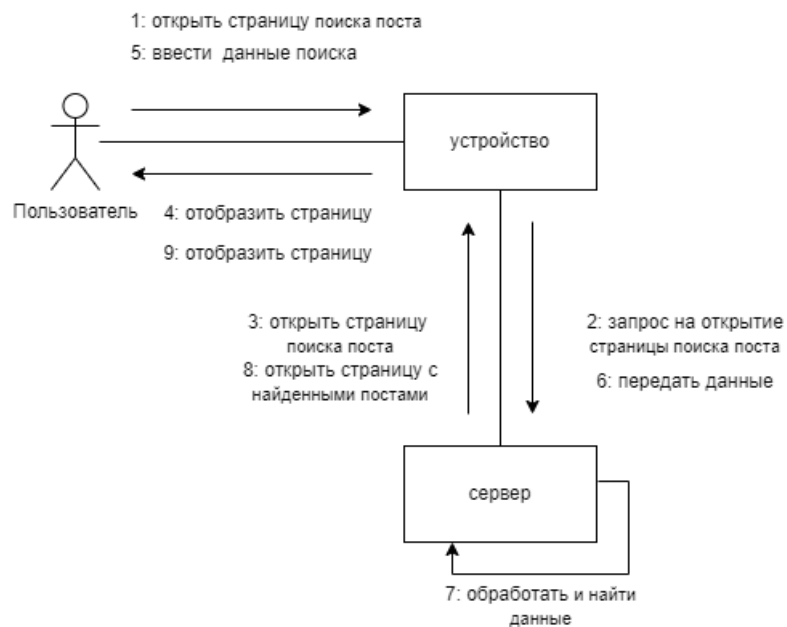 1: открыть страницу поиска поста
5: ввести данные поиска
устройство
Пользователь
4: отобразить страницу
9: отобразить страницу
3: открыть страницу
поиска поста
8: открыть страницу с
найденными постами
2: запрос на открытие
страницы поиска поста
6: передать данные
сервер
7: обработать и найти
данные